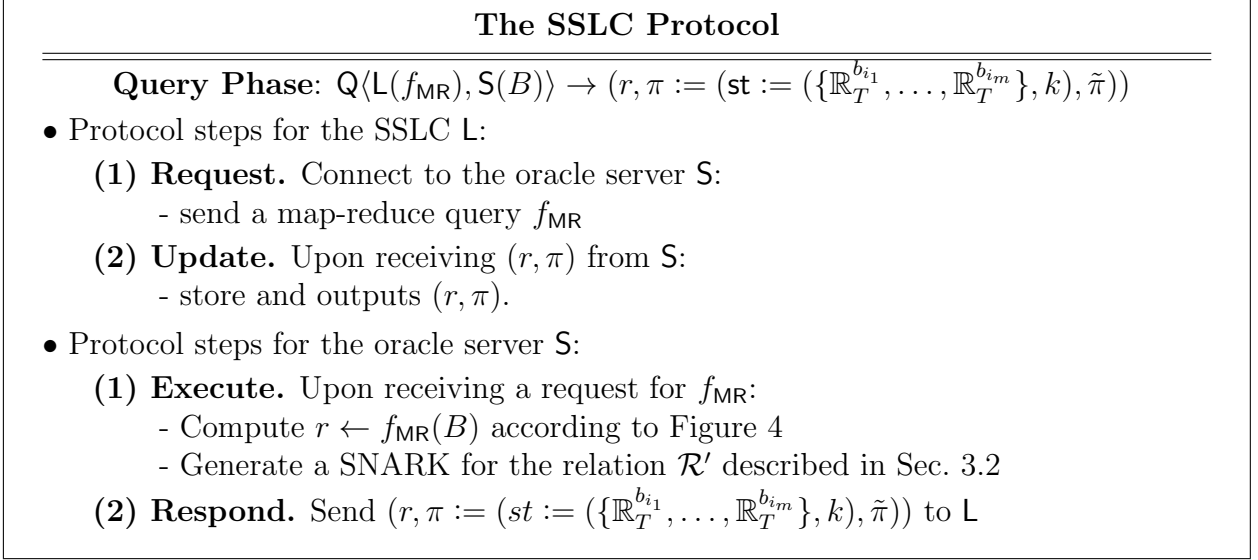 The SSLC Protocol
Query Phase: Q⟨L(f_MR), S(B)⟩ → (r, π := (st := ({ℝ_T^{b_{i_1}}, . . . , ℝ_T^{b_{i_m}}}, k), π̃))
• Protocol steps for the SSLC L:
(1) Request. Connect to the oracle server S:
- send a map-reduce query f_MR
(2) Update. Upon receiving (r, π) from S:
- store and outputs (r, π).
• Protocol steps for the oracle server S:
(1) Execute. Upon receiving a request for f_MR:
- Compute r ← f_MR(B) according to Figure 4
- Generate a SNARK for the relation ℛ′ described in Sec. 3.2
(2) Respond. Send (r, π := (st := ({ℝ_T^{b_{i_1}}, . . . , ℝ_T^{b_{i_m}}}, k), π̃)) to L